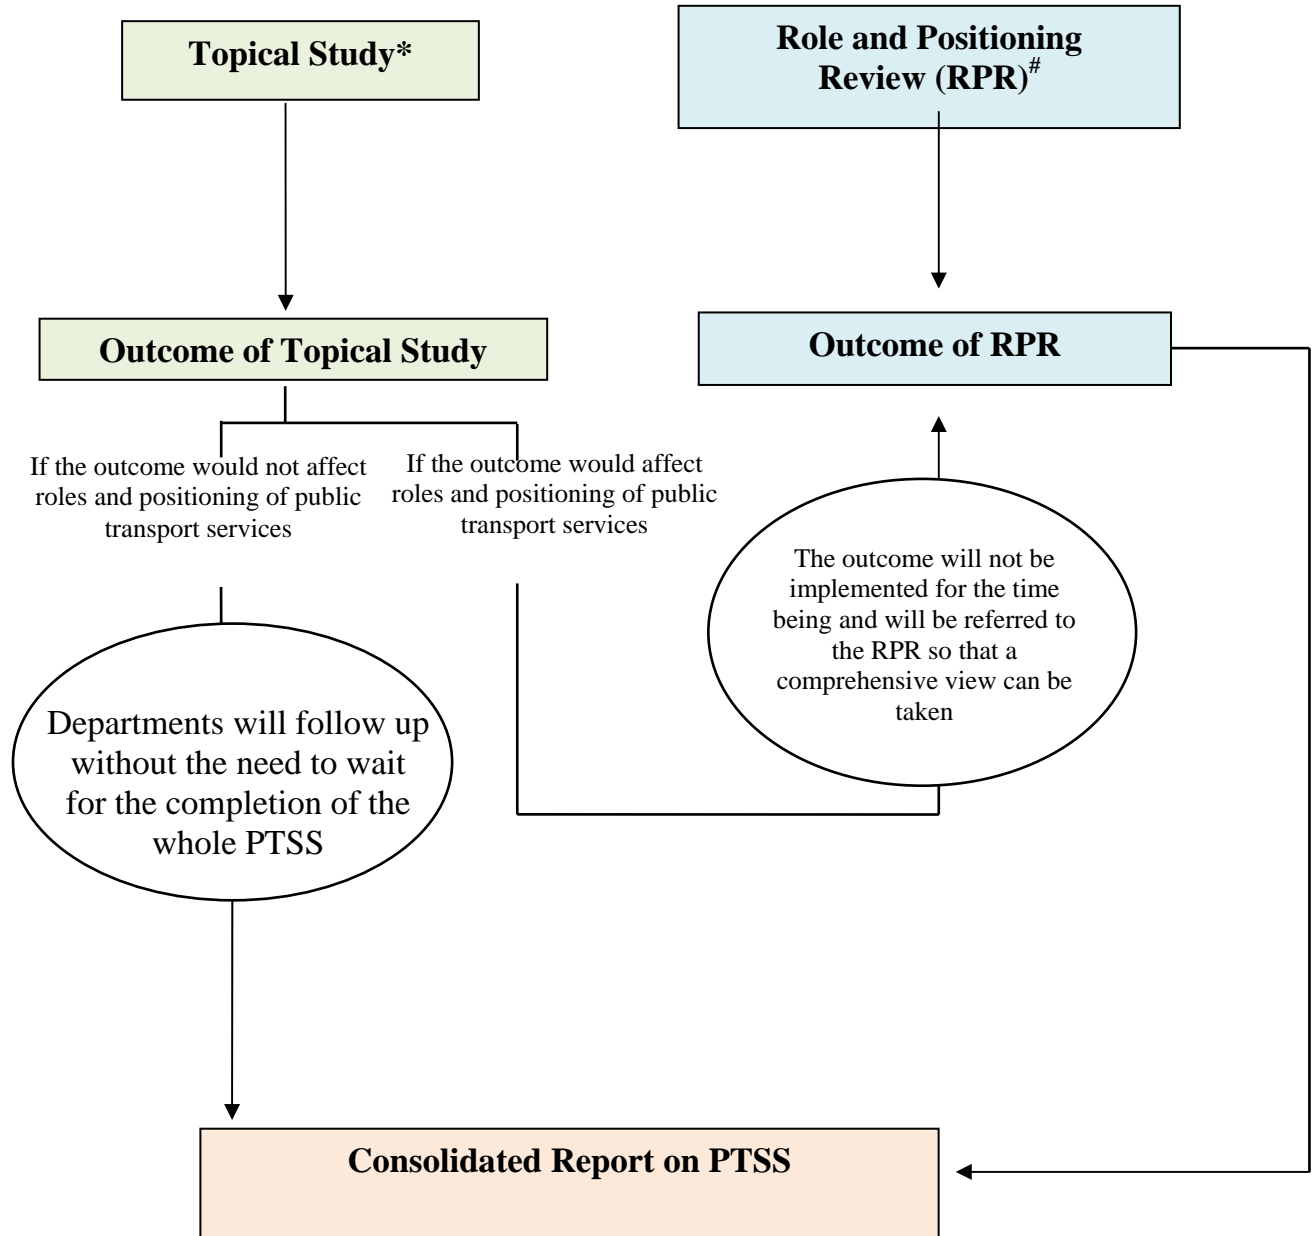 Topical Study*
Role and Positioning
Review (RPR)#
Outcome of Topical Study
Outcome of RPR
If the outcome would not affect
roles and positioning of public
transport services
If the outcome would affect
roles and positioning of public
transport services
The outcome will not be
implemented for the time
being and will be referred to
the RPR so that a
comprehensive view can be
taken
Departments will follow up
without the need to wait
for the completion of the
whole PTSS
Consolidated Report on PTSS